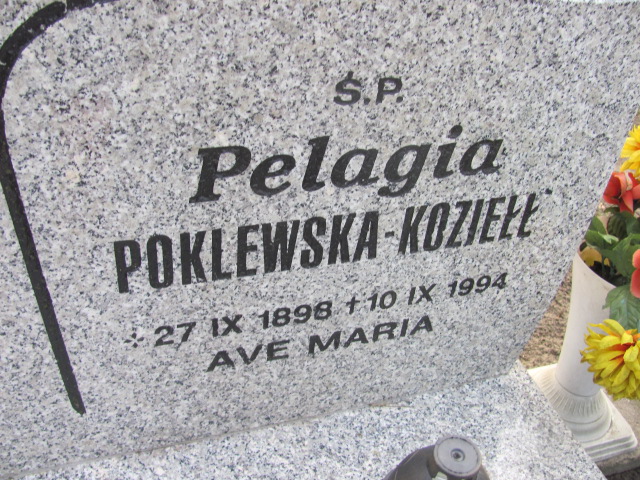 Ś.P.
Pelagia
POKLEWSKA-KOZIEŁŁ
* 27 IX 1898 † 10 IX 1994
AVE MARIA